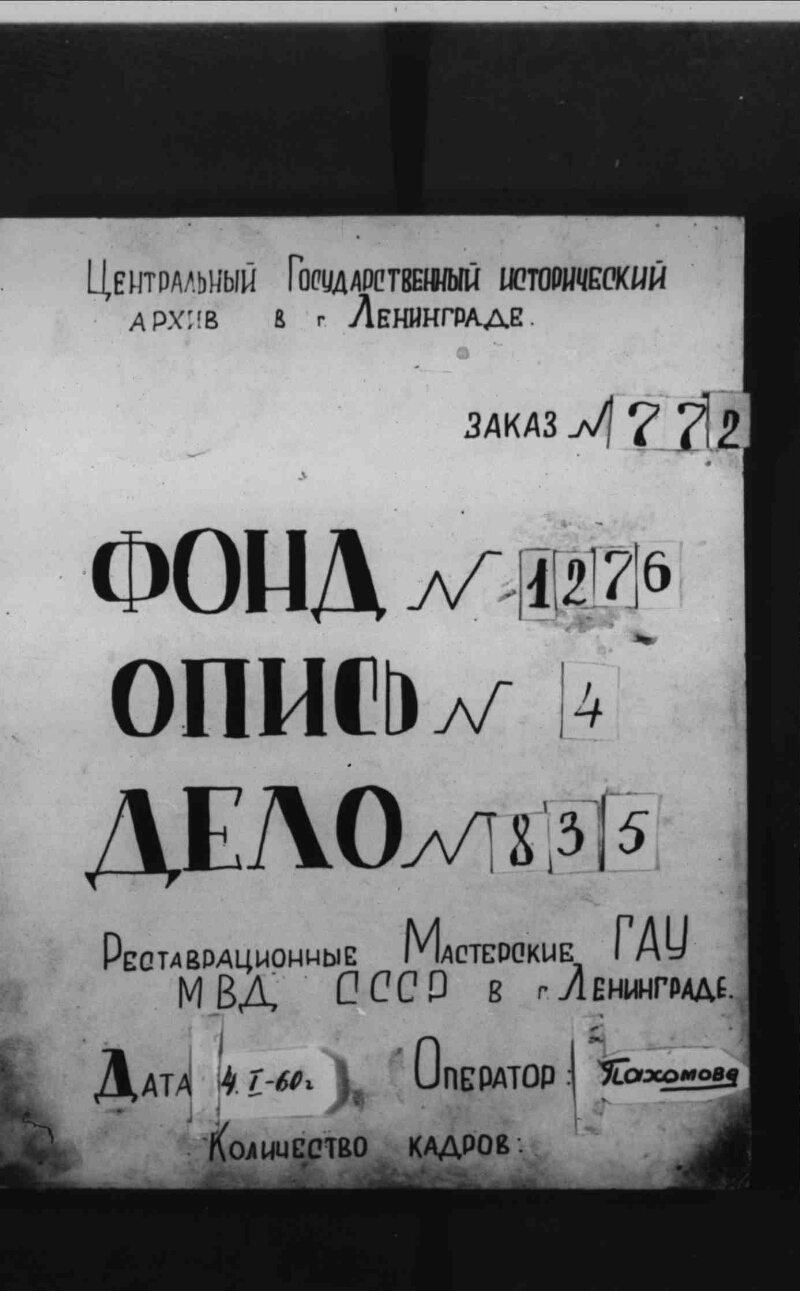 Центральный Государственный исторический
архив в г. Ленинграде.
заказ № 772
ФОНД № 1276
ОПИСЬ № 4
ДЕЛО № 835
Реставрационные Мастерские ГАУ
МВД СССР в г. Ленинграде.
Дата 4.I-60г Оператор: Пахомова
Количество кадров: